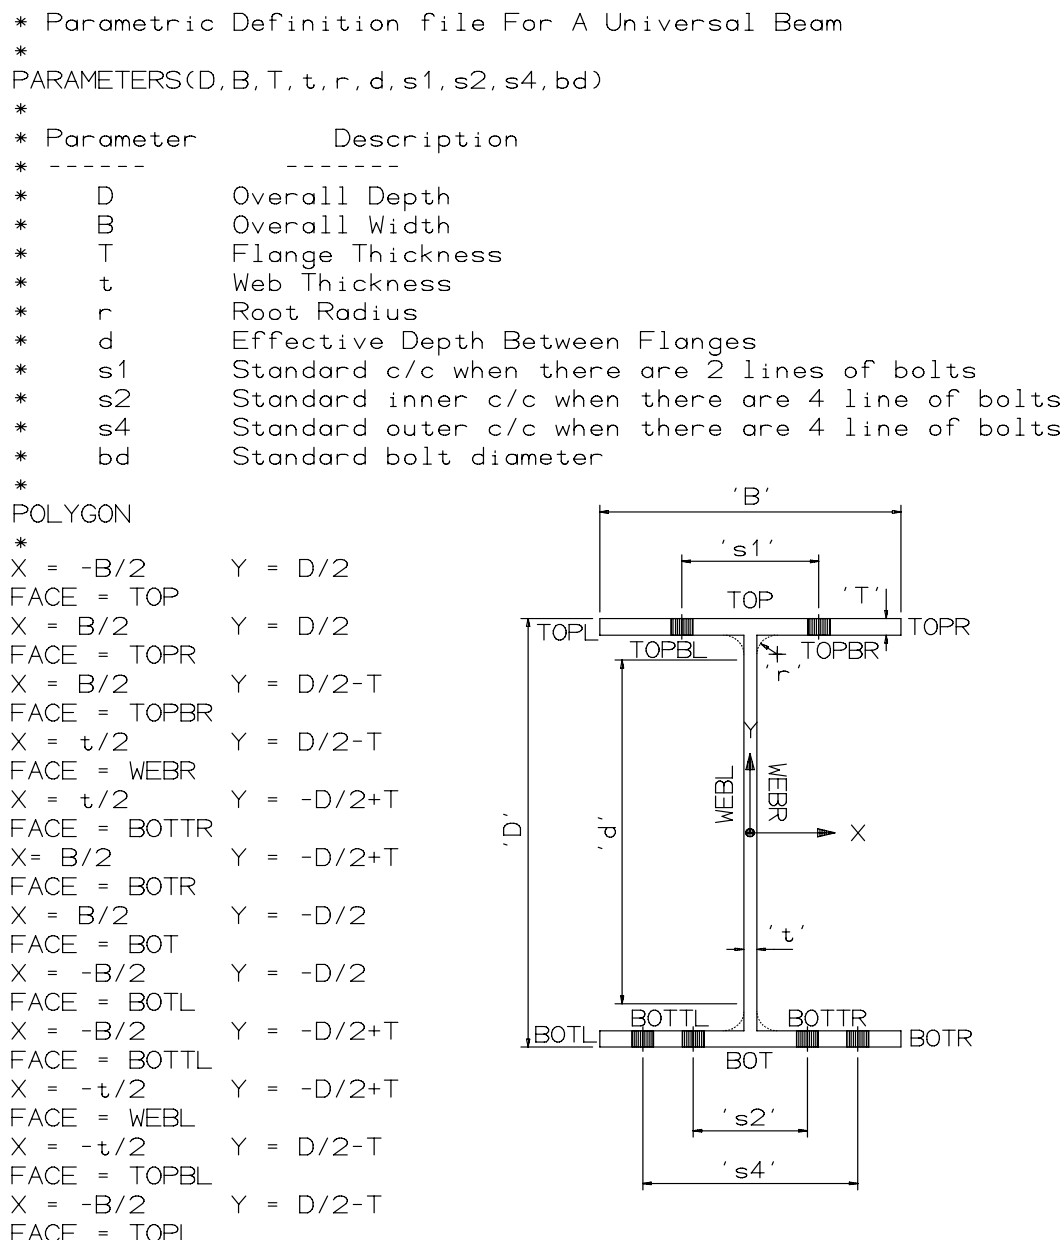 * Parametric Definition file For A Universal Beam
*
PARAMETERS(D,B,T,t,r,d,s1,s2,s4,bd)
*
* Parameter Description
* ------ -------
* D Overall Depth
* B Overall Width
* T Flange Thickness
* t Web Thickness
* r Root Radius
* d Effective Depth Between Flanges
* s1 Standard c/c when there are 2 lines of bolts
* s2 Standard inner c/c when there are 4 line of bolts
* s4 Standard outer c/c when there are 4 line of bolts
* bd Standard bolt diameter
*
POLYGON
*
X = -B/2 Y = D/2
FACE = TOP
X = B/2 Y = D/2
FACE = TOPR
X = B/2 Y = D/2-T
FACE = TOPBR
X = t/2 Y = D/2-T
FACE = WEBR
X = t/2 Y = -D/2+T
FACE = BOTTR
X= B/2 Y = -D/2+T
FACE = BOTR
X = B/2 Y = -D/2
FACE = BOT
X = -B/2 Y = -D/2
FACE = BOTL
X = -B/2 Y = -D/2+T
FACE = BOTTL
X = -t/2 Y = -D/2+T
FACE = WEBL
X = -t/2 Y = D/2-T
FACE = TOPBL
X = -B/2 Y = D/2-T
FACE = TOPL
'B'
's1'
TOP
'T'
TOPL
TOPR
TOPBL
TOPBR
'r'
Y
WEBL
WEBR
'D'
'd'
X
't'
BOTTL
BOTTR
BOTL
BOTR
BOT
's2'
's4'